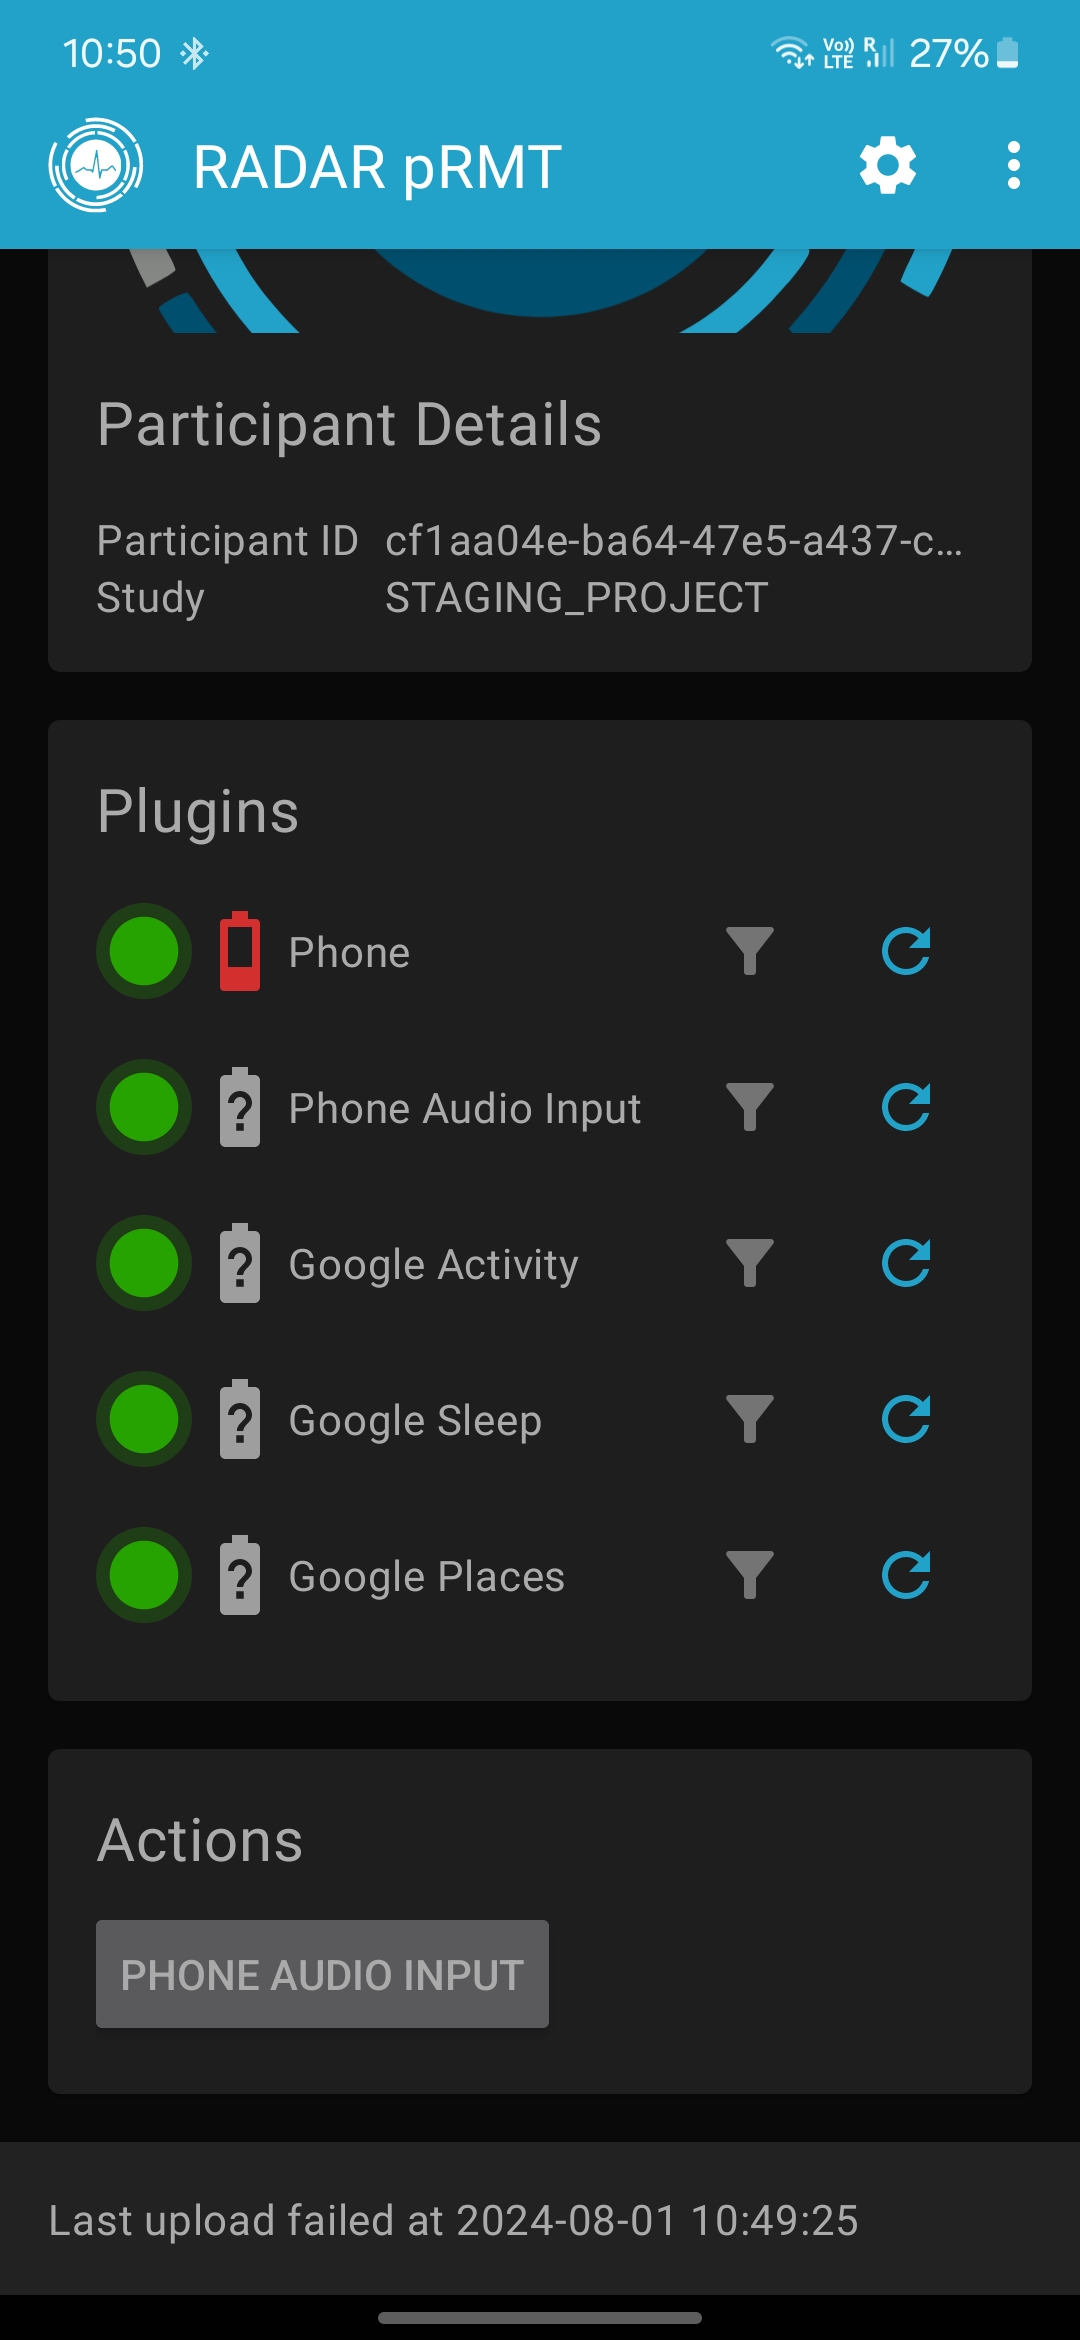 10:50 Vo)) LTE R 27%
RADAR pRMT
Participant Details
Participant ID cf1aa04e-ba64-47e5-a437-c...
Study STAGING_PROJECT
Plugins
Phone
? Phone Audio Input
? Google Activity
? Google Sleep
? Google Places
Actions
PHONE AUDIO INPUT
Last upload failed at 2024-08-01 10:49:25